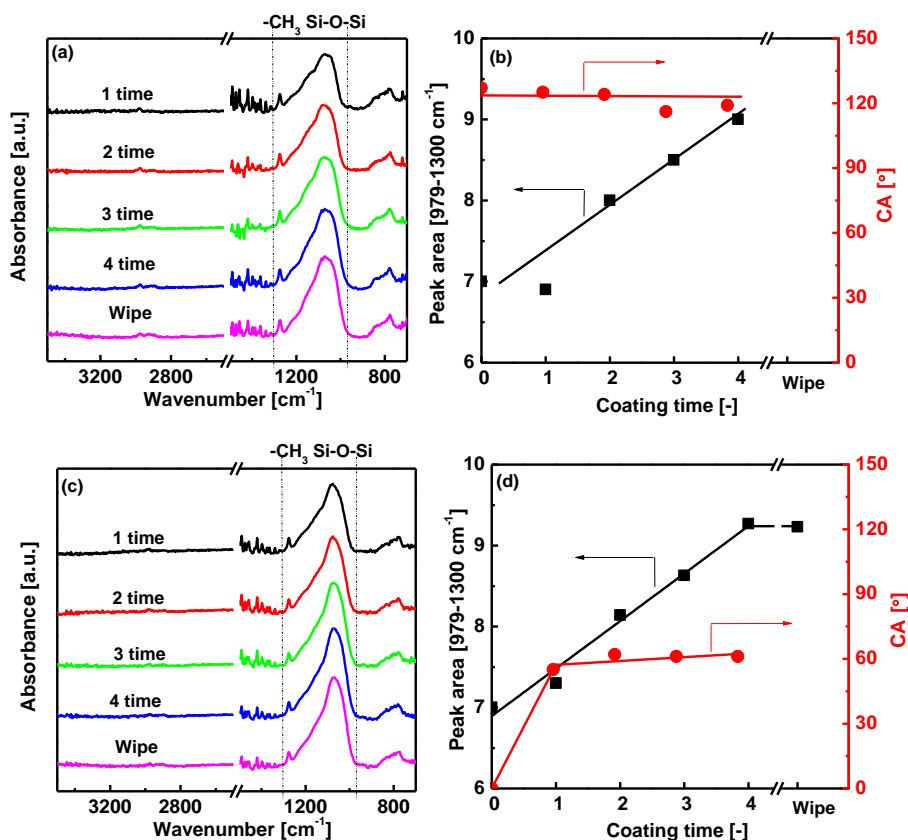 -CH3 Si-O-Si
(a)
1 time
2 time
3 time
4 time
Wipe
Absorbance [a.u.]
3200 2800 1200 800
Wavenumber [cm-1]
(b)
10
9
8
7
6
Peak area [979-1300 cm-1]
150
120
90
60
30
0
CA [°]
0 1 2 3 4 Wipe
Coating time [-]
-CH3 Si-O-Si
(c)
1 time
2 time
3 time
4 time
Wipe
Absorbance [a.u.]
3200 2800 1200 800
Wavenumber [cm-1]
(d)
10
9
8
7
6
Peak area [979-1300 cm-1]
150
120
90
60
30
0
CA [°]
0 1 2 3 4 Wipe
Coating time [-]